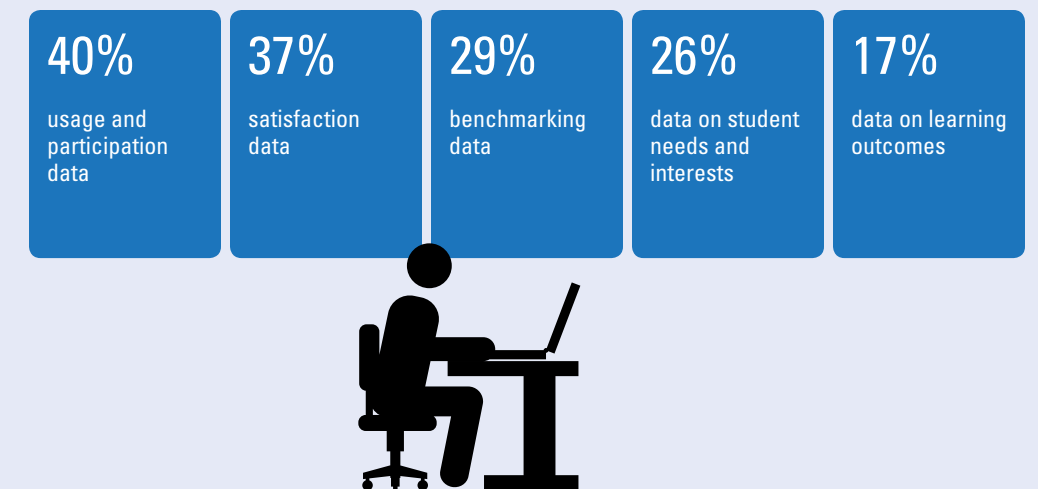 40%
usage and
participation
data
37%
satisfaction
data
29%
benchmarking
data
26%
data on student
needs and
interests
17%
data on learning
outcomes